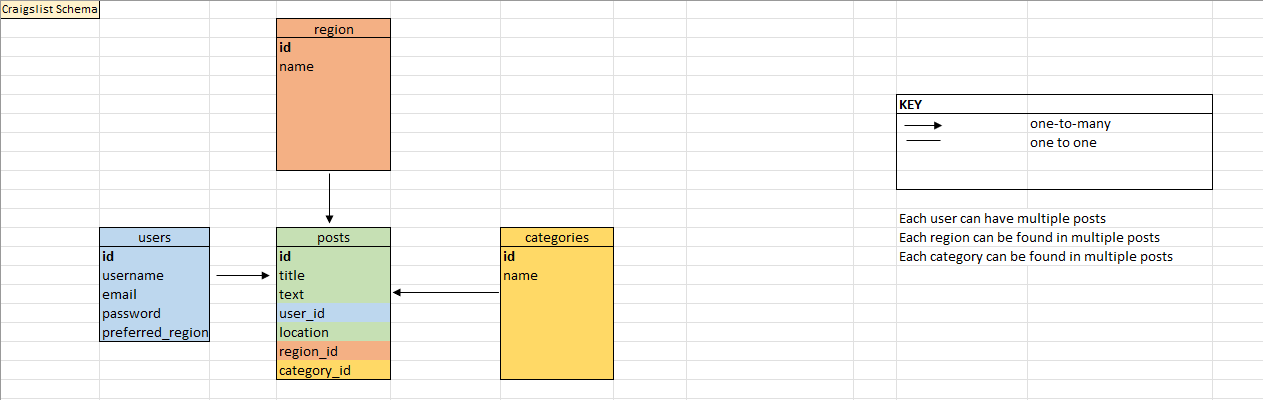 Craigslist Schema
region
id
name
KEY
one-to-many
one to one
users
id
username
email
password
preferred_region
posts
id
title
text
user_id
location
region_id
category_id
categories
id
name
Each user can have multiple posts
Each region can be found in multiple posts
Each category can be found in multiple posts